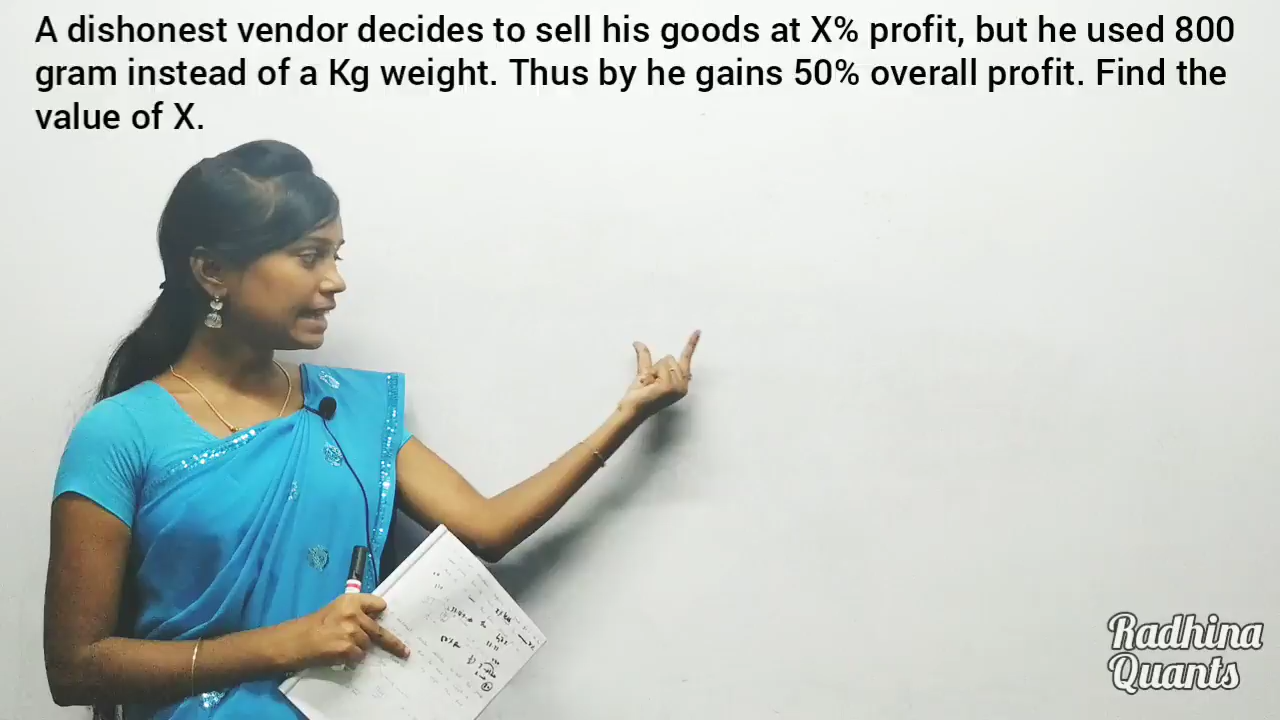 A dishonest vendor decides to sell his goods at X% profit, but he used 800
gram instead of a Kg weight. Thus by he gains 50% overall profit. Find the
value of X.
Radhina
Quants